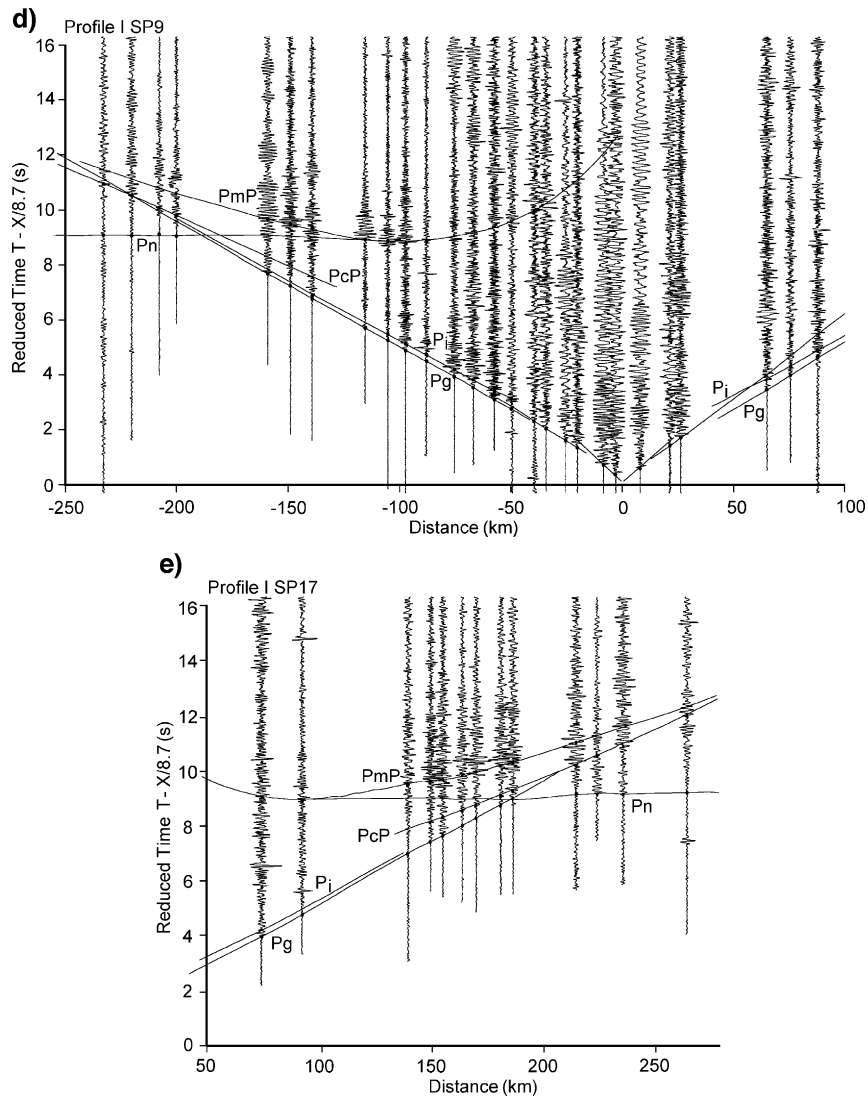 d)
Profile I SP9
16
14
12
10
8
6
4
2
0
Reduced Time T - X/8.7 (s)
PmP
Pn
PcP
Pi
Pg
Pi
Pg
-250
-200
-150
-100
-50
0
50
100
Distance (km)
e)
Profile I SP17
16
14
12
10
8
6
4
2
0
Reduced Time T - X/8.7 (s)
PmP
Pn
PcP
Pi
Pg
50
100
150
200
250
Distance (km)